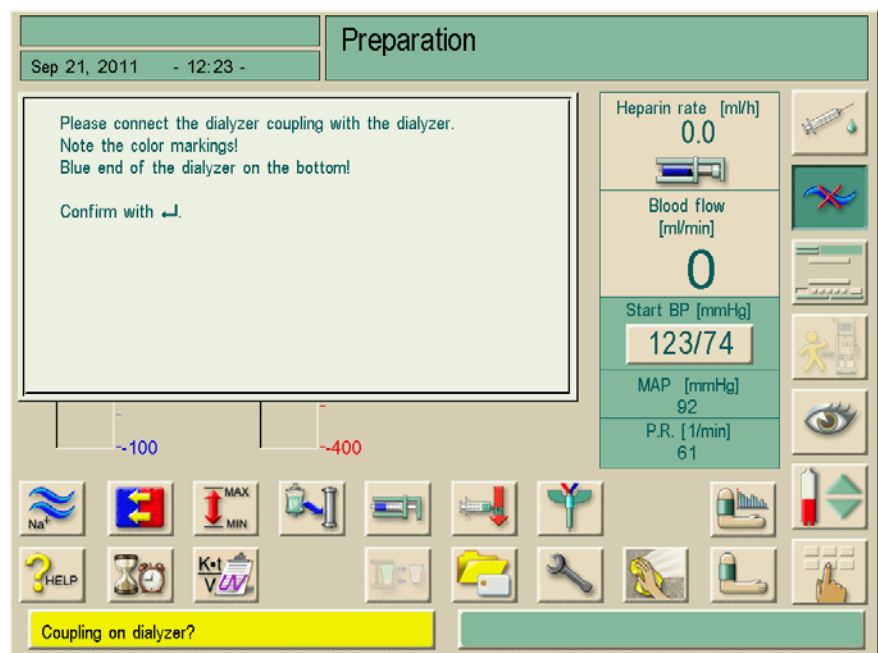 Preparation
Sep 21, 2011 - 12:23 -
Please connect the dialyzer coupling with the dialyzer.
Note the color markings!
Blue end of the dialyzer on the bottom!
Confirm with ↵.
Heparin rate [ml/h]
0.0
Blood flow
[ml/min]
0
Start BP [mmHg]
123/74
MAP [mmHg]
92
P.R. [1/min]
61
-100
-400
Na+
MAX
MIN
HELP
K•t
V
UV
Coupling on dialyzer?